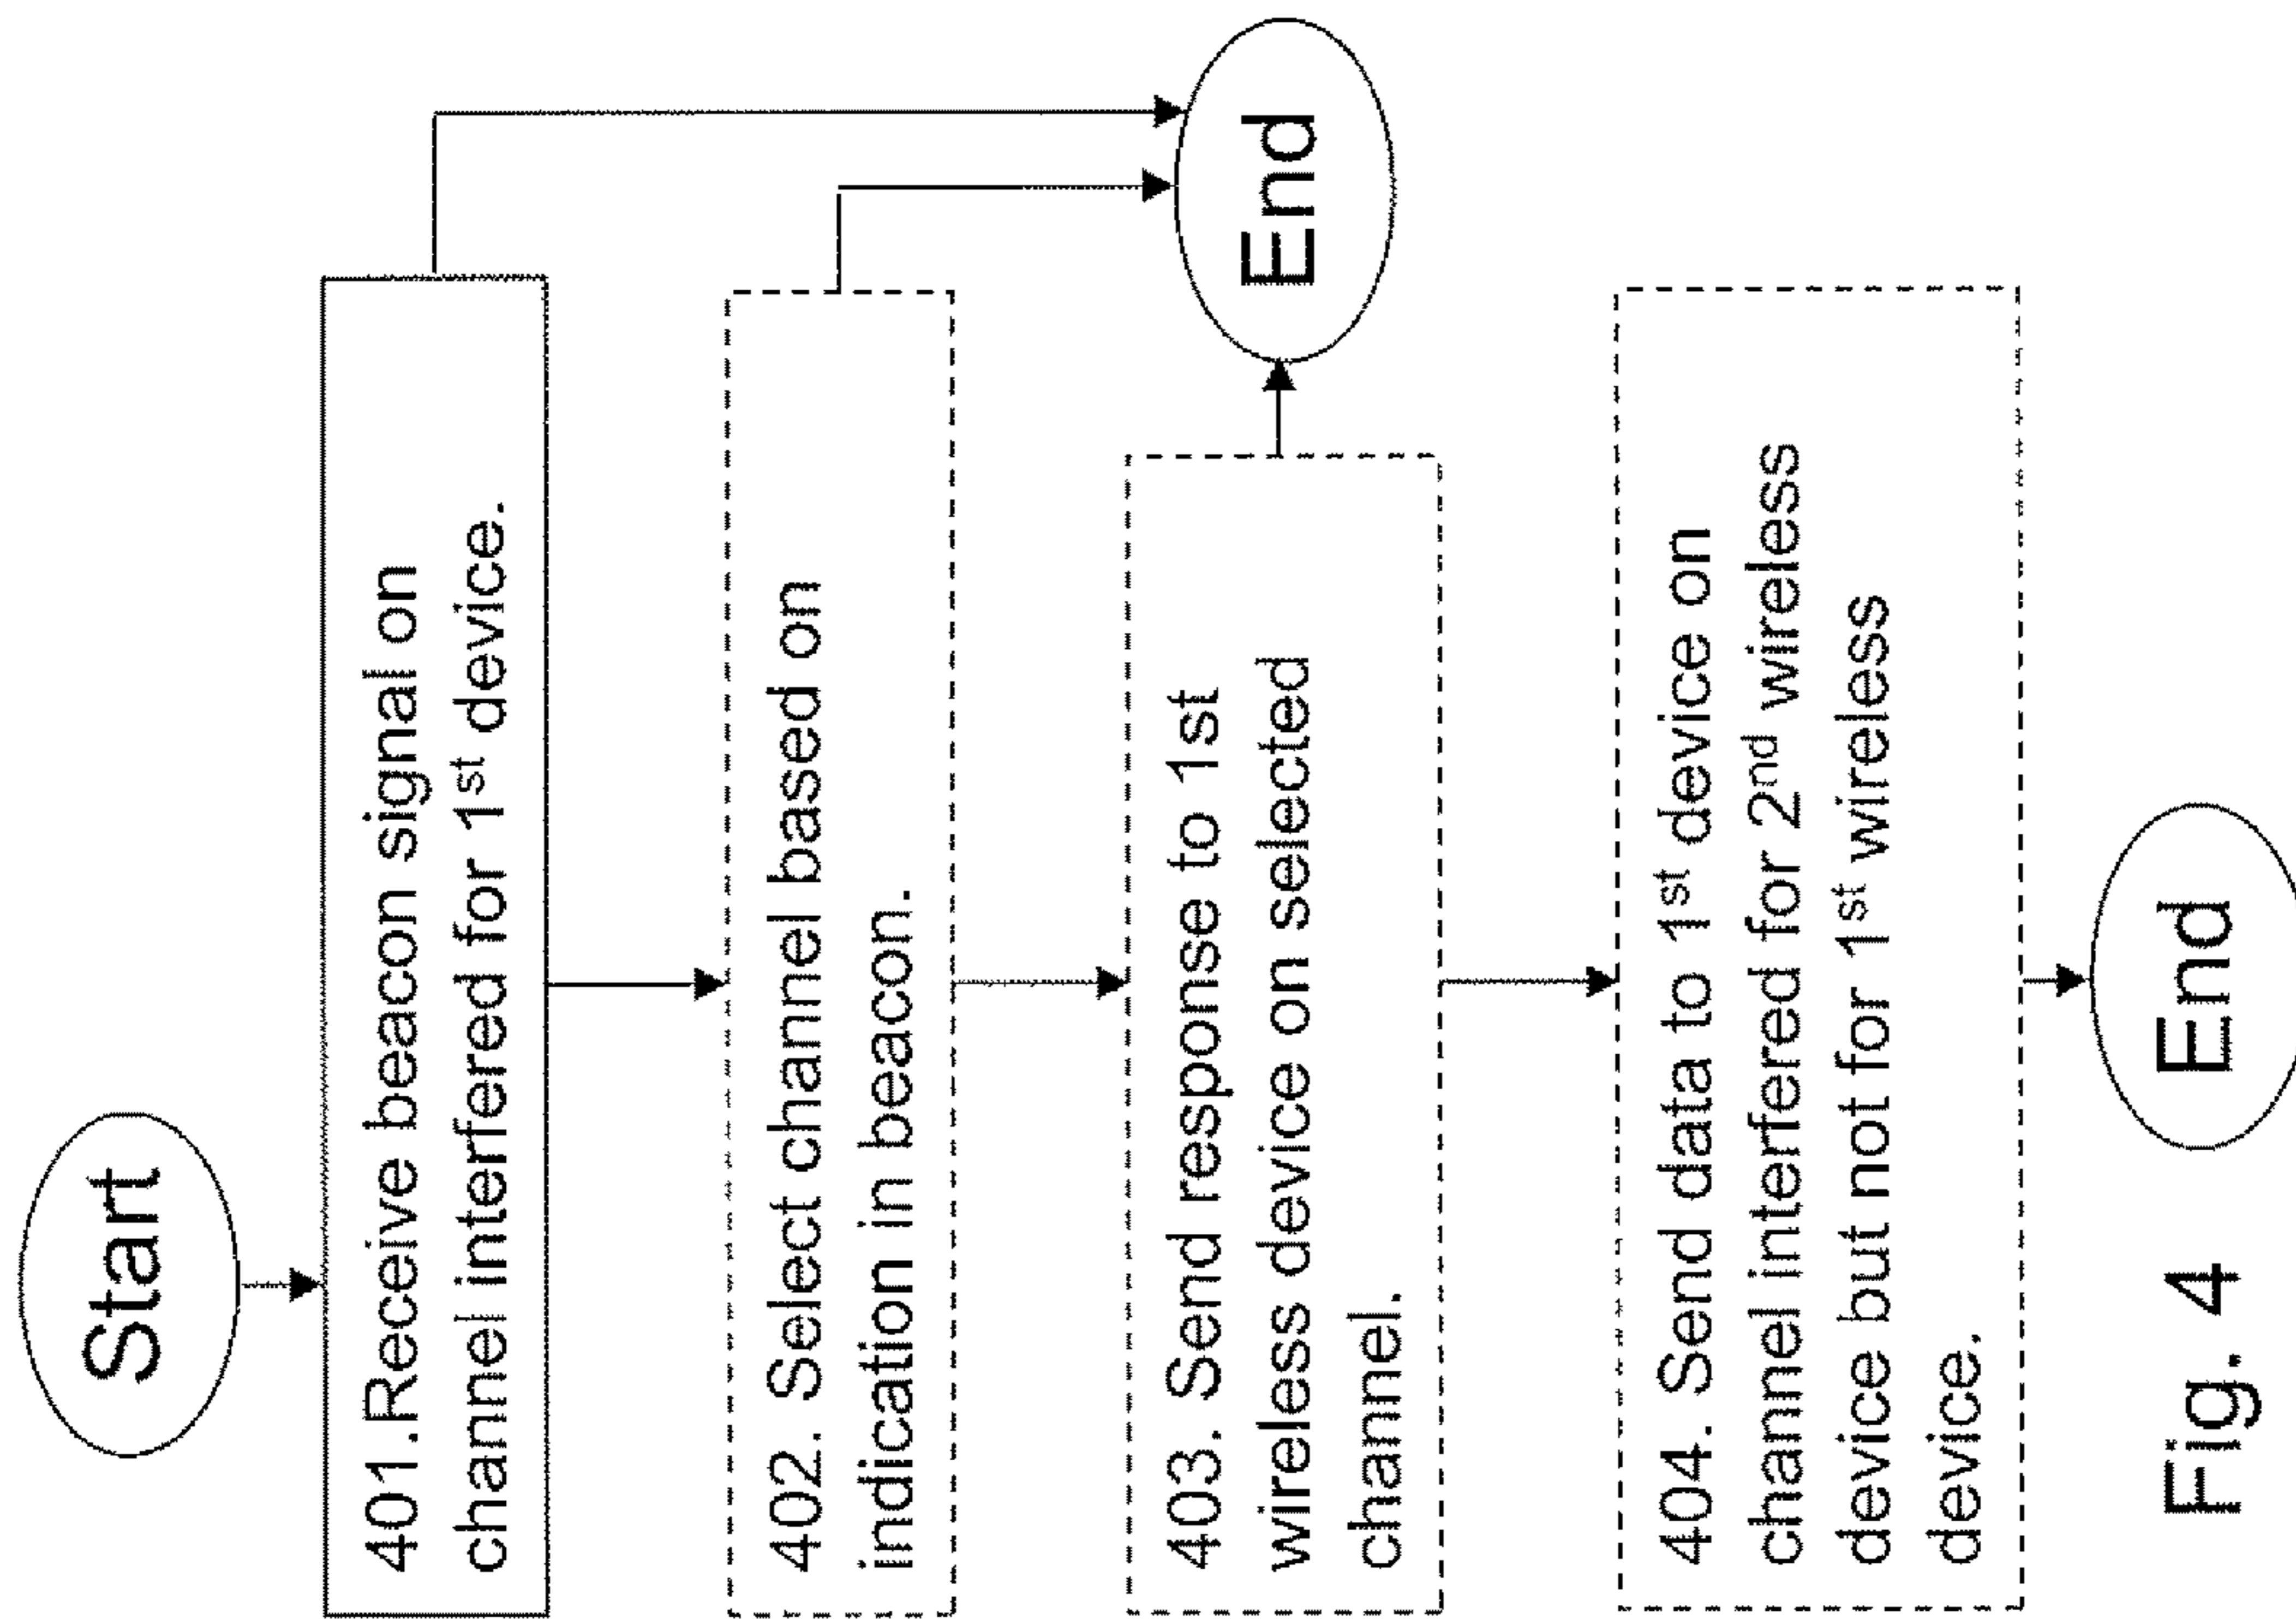 Start
401.Receive beacon signal on
channel interfered for 1st device.
402. Select channel based on
indication in beacon.
403. Send response to 1st
wireless device on selected
channel.
End
404. Send data to 1st device on
channel interfered for 2nd wireless
device but not for 1st wireless
device.
End
Fig. 4